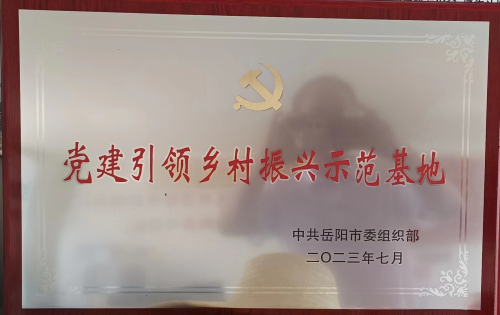 党建引领乡村振兴示范基地
中共岳阳市委组织部
二〇二三年七月